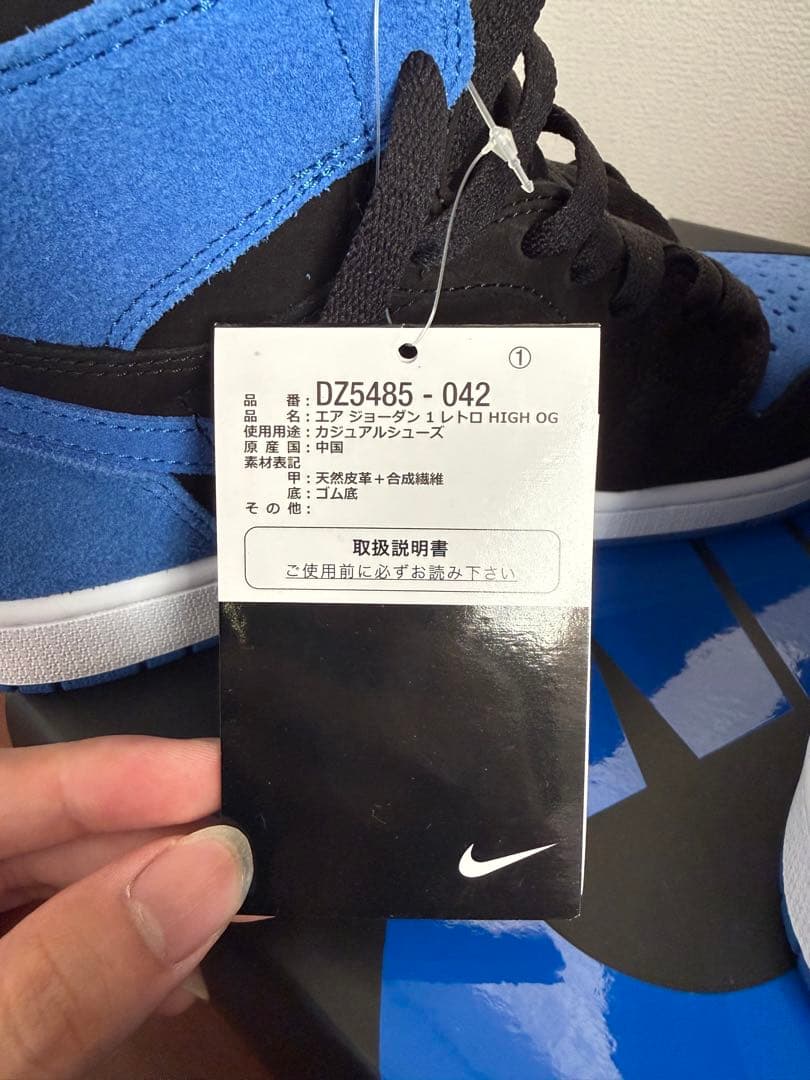 ①
品番：DZ5485 - 042
品名：エア ジョーダン 1 レトロ HIGH OG
使用用途：カジュアルシューズ
原産国：中国
素材表記
甲：天然皮革＋合成繊維
底：ゴム底
その他：
取扱説明書
ご使用前に必ずお読み下さい